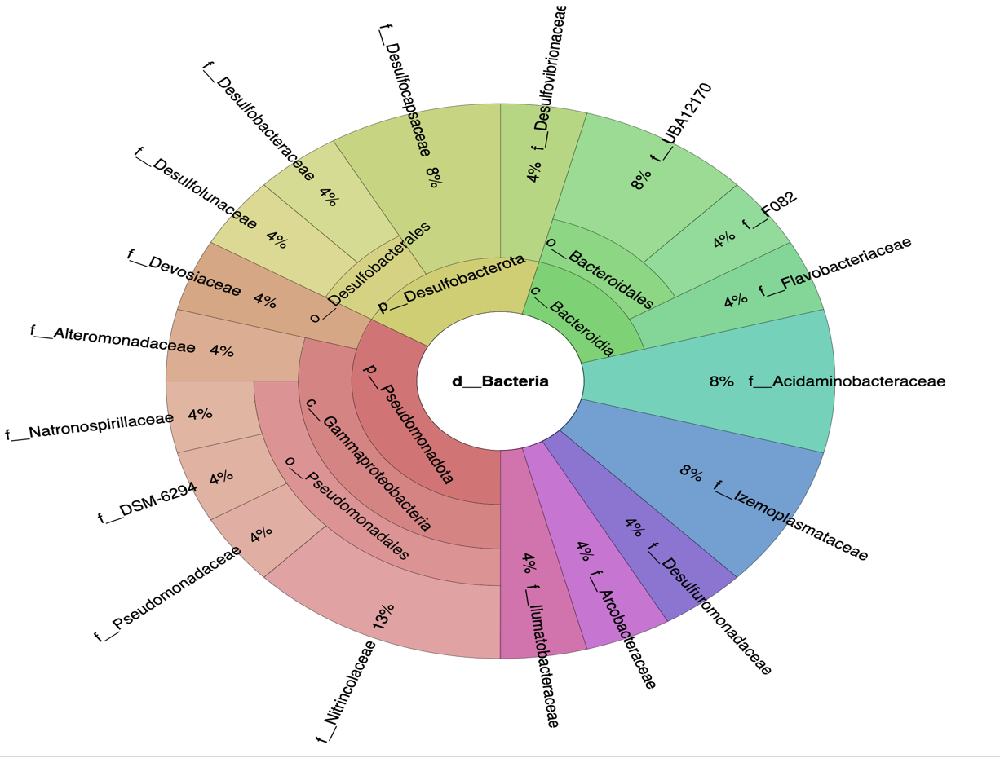 d__Bacteria
p__Desulfobacterota
o__Desulfobacterales
f__Desulfolunaceae 4%
f__Desulfobacteraceae 4%
f__Desulfocapsaceae 8%
4% f__Desulfovibrionaceae
c__Bacteroidia
o__Bacteroidales
8% f__UBA12170
4% f__F082
4% f__Flavobacteriaceae
8% f__Acidaminobacteraceae
8% f__Izemoplasmataceae
4% f__Desulfuromonadaceae
4% f__Arcobacteraceae
4% f__Ilumatobacteraceae
p__Pseudomonadota
c__Gammaproteobacteria
o__Pseudomonadales
f__Nitrincolaceae 13%
f__Pseudomonadaceae 4%
f__DSM-6294 4%
f__Natronospirillaceae 4%
f__Alteromonadaceae 4%
f__Devosiaceae 4%